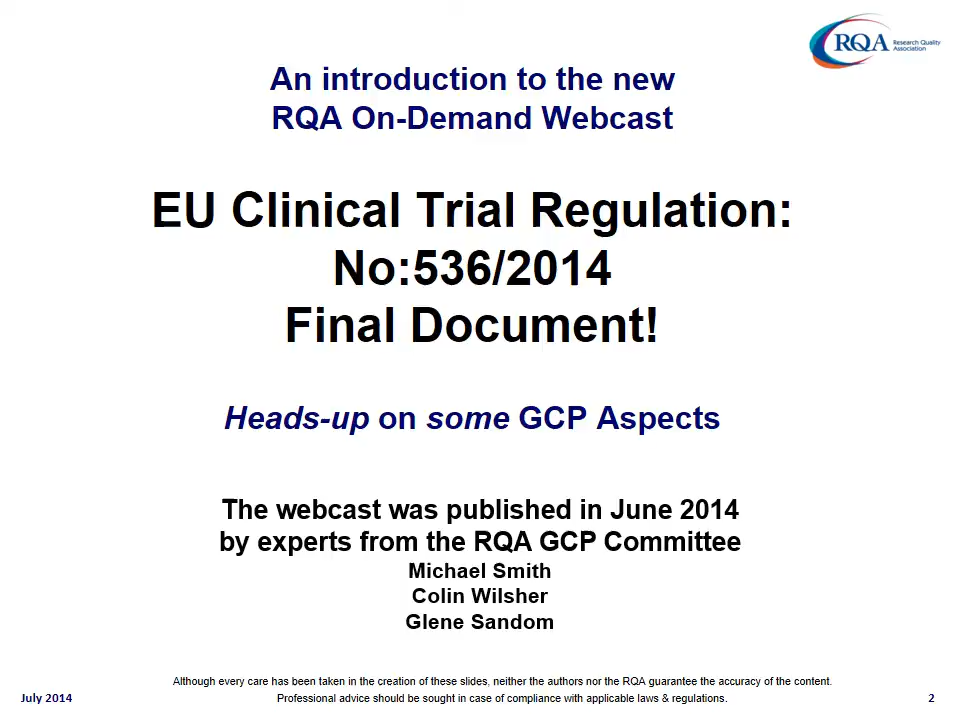 RQA Research Quality
Association
An introduction to the new
RQA On-Demand Webcast
EU Clinical Trial Regulation:
No:536/2014
Final Document!
Heads-up on some GCP Aspects
The webcast was published in June 2014
by experts from the RQA GCP Committee
Michael Smith
Colin Wilsher
Glene Sandom
Although every care has been taken in the creation of these slides, neither the authors nor the RQA guarantee the accuracy of the content.
July 2014 Professional advice should be sought in case of compliance with applicable laws & regulations. 2